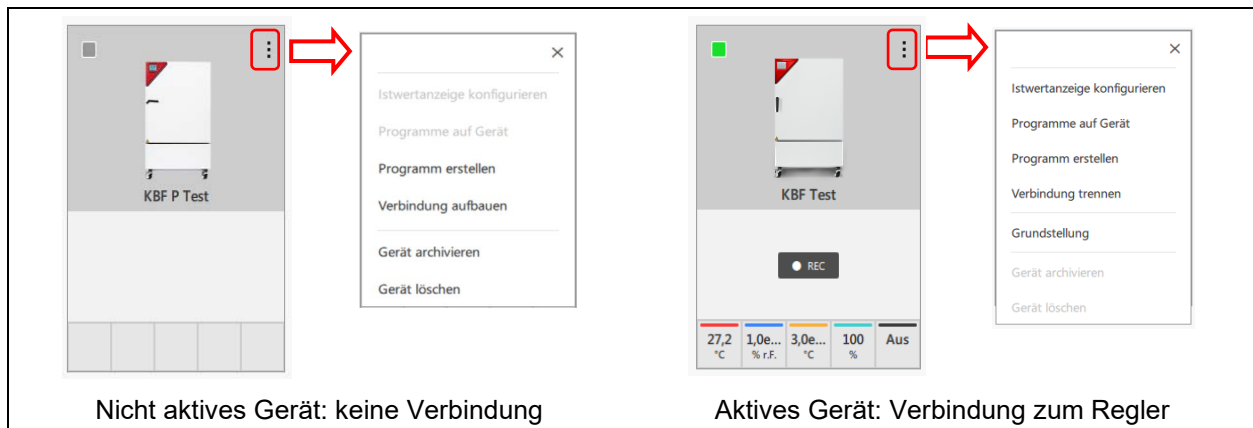 KBF P Test
Istwertanzeige konfigurieren
Programme auf Gerät
Programm erstellen
Verbindung aufbauen
Gerät archivieren
Gerät löschen
Nicht aktives Gerät: keine Verbindung
KBF Test
REC
27,2 1,0e... 3,0e... 100 Aus
°C % r.F. °C %
Istwertanzeige konfigurieren
Programme auf Gerät
Programm erstellen
Verbindung trennen
Grundstellung
Gerät archivieren
Gerät löschen
Aktives Gerät: Verbindung zum Regler